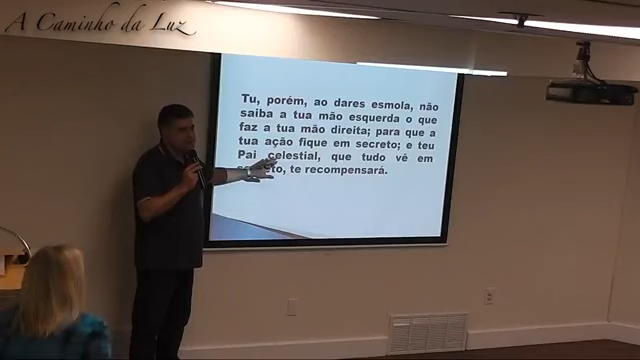 A Caminho da Luz
Tu, porém, ao dares esmola, não
saiba a tua mão esquerda o que
faz a tua mão direita; para que a
tua ação fique em secreto; e teu
Pai celestial, que tudo vê em
te recompensará.